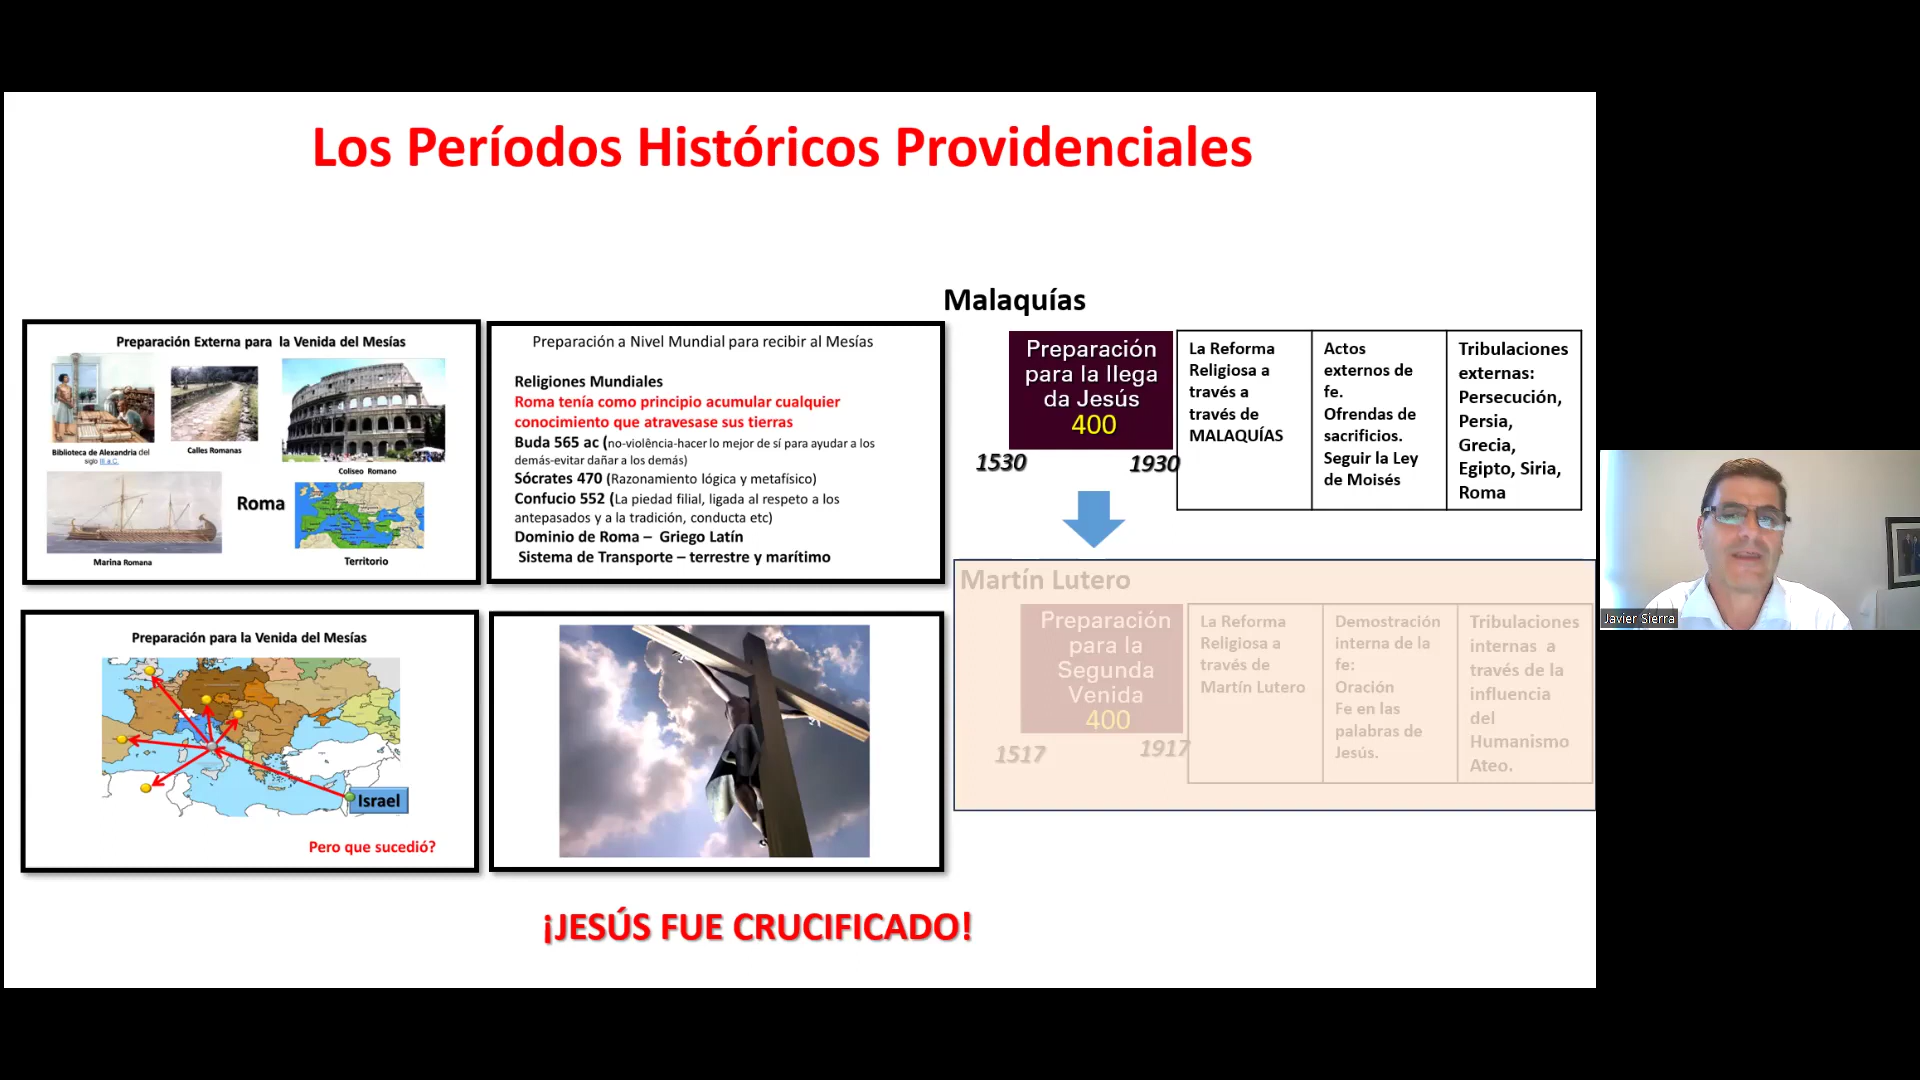 Los Períodos Históricos Providenciales
Preparación Externa para la Venida del Mesías
Biblioteca de Alexandria del
siglo III a.C.
Calles Romanas
Coliseo Romano
Marina Romana
Roma
Territorio
Preparación a Nivel Mundial para recibir al Mesías
Religiones Mundiales
Roma tenía como principio acumular cualquier
conocimiento que atravesase sus tierras
Buda 565 ac (no-violência-hacer lo mejor de sí para ayudar a los
demás-evitar dañar a los demás)
Sócrates 470 (Razonamiento lógica y metafísico)
Confucio 552 (La piedad filial, ligada al respeto a los
antepasados y a la tradición, conducta etc)
Dominio de Roma – Griego Latín
Sistema de Transporte – terrestre y marítimo
Malaquías
Preparación
para la llega
da Jesús
400
1530
1930
La Reforma
Religiosa a
través a
través de
MALAQUÍAS
Actos
externos de
fe.
Ofrendas de
sacrificios.
Seguir la Ley
de Moisés
Tribulaciones
externas:
Persecución,
Persia,
Grecia,
Egipto, Siria,
Roma
Martín Lutero
Preparación
para la
Segunda
Venida
400
1517
1917
La Reforma
Religiosa a
través de
Martín Lutero
Demostración
interna de la
fe:
Oración
Fe en las
palabras de
Jesús.
Tribulaciones
internas a
través de la
influencia
del
Humanismo
Ateo.
Preparación para la Venida del Mesías
Israel
Pero que sucedió?
¡JESÚS FUE CRUCIFICADO!
Javier Sierra